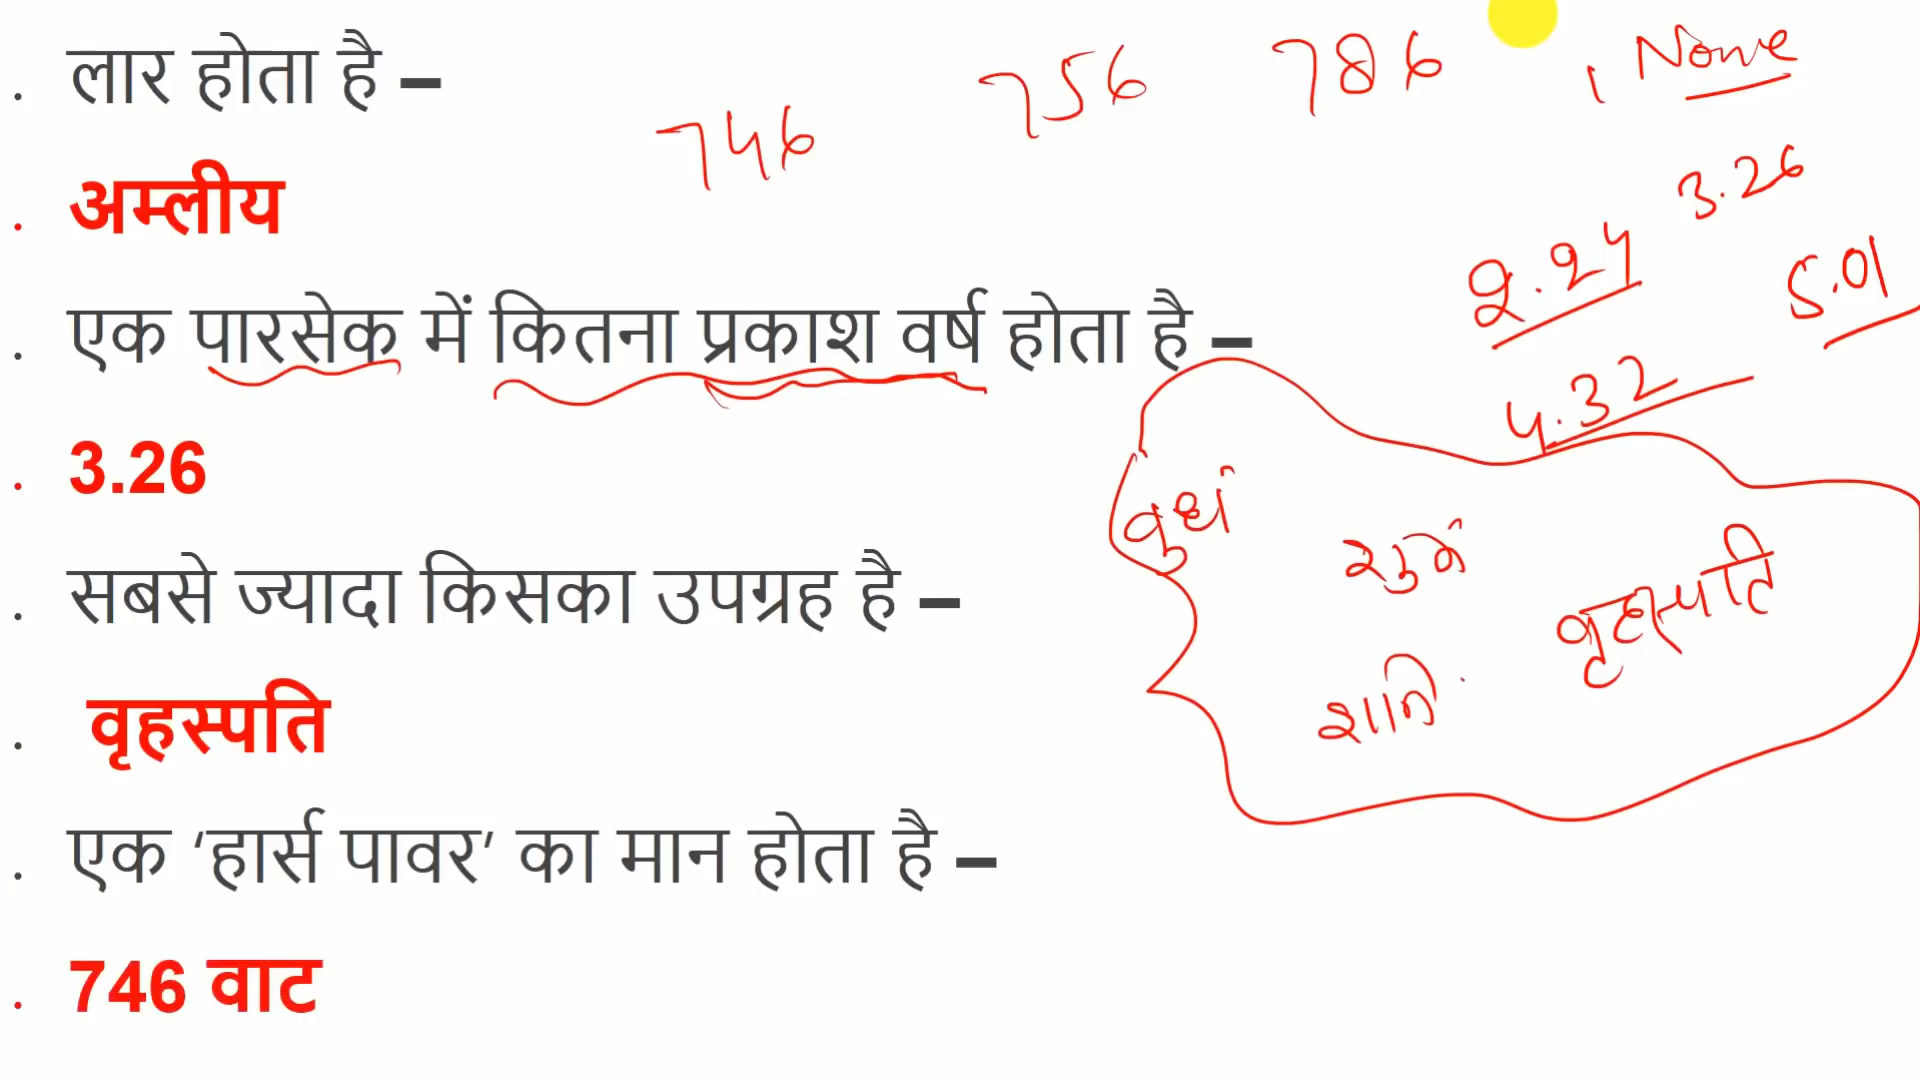 . लार होता है –
746 756 786 , None
. अम्लीय
3.26
2.24 5.01
. एक पारसेक में कितना प्रकाश वर्ष होता है –
4.32
. 3.26
बुध
शुक्र
. सबसे ज्यादा किसका उपग्रह है –
बृहस्पति
शनि
. वृहस्पति
. एक ‘हार्स पावर’ का मान होता है –
. 746 वाट